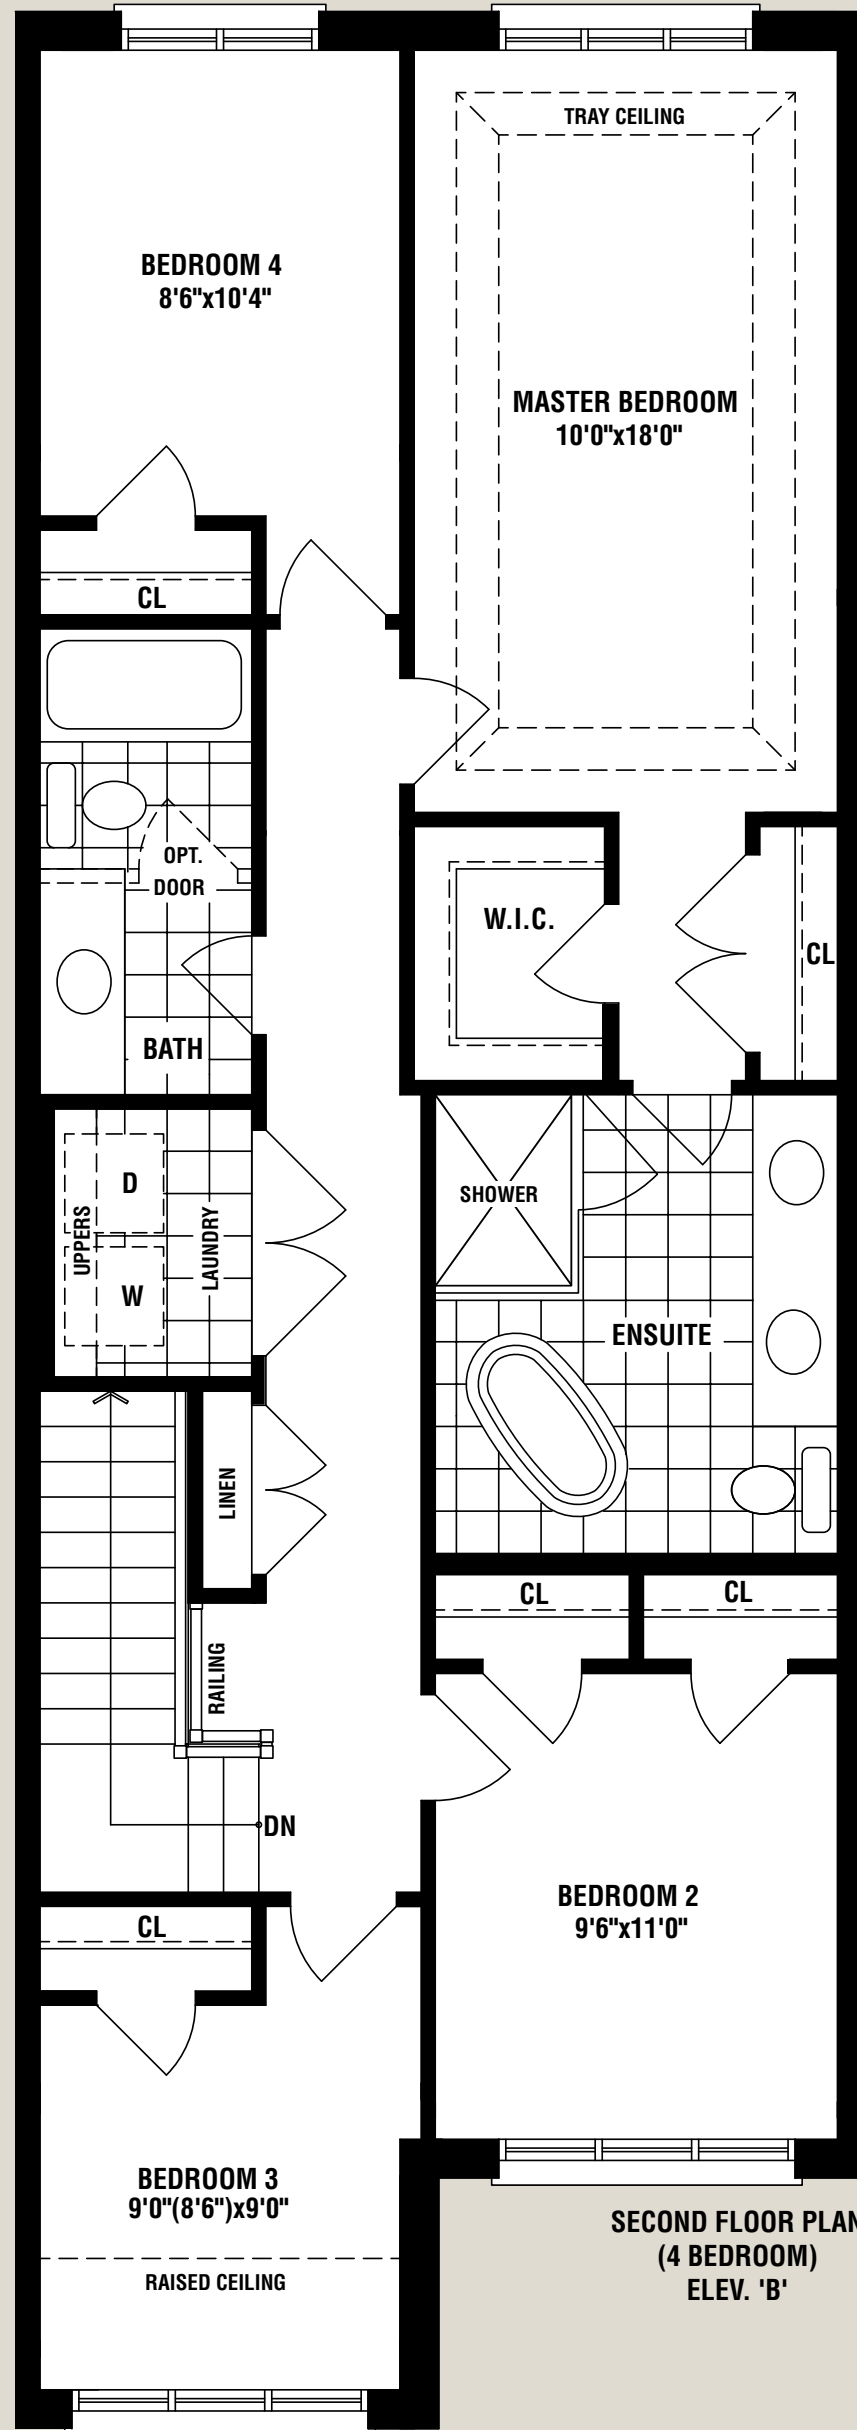 TRAY CEILING
BEDROOM 4
8'6"x10'4"
MASTER BEDROOM
10'0"x18'0"
CL
OPT.
DOOR
W.I.C.
CL
BATH
D
UPPERS
LAUNDRY
W
SHOWER
ENSUITE
LINEN
CL
CL
RAILING
DN
BEDROOM 2
9'6"x11'0"
CL
BEDROOM 3
9'0"(8'6")x9'0"
RAISED CEILING
SECOND FLOOR PLAN
(4 BEDROOM)
ELEV. 'B'